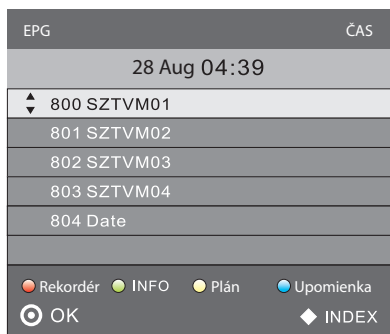 EPG ČAS
28 Aug 04:39
800 SZTVM01
801 SZTVM02
802 SZTVM03
803 SZTVM04
804 Date
Rekordér INFO Plán Upomienka
OK INDEX